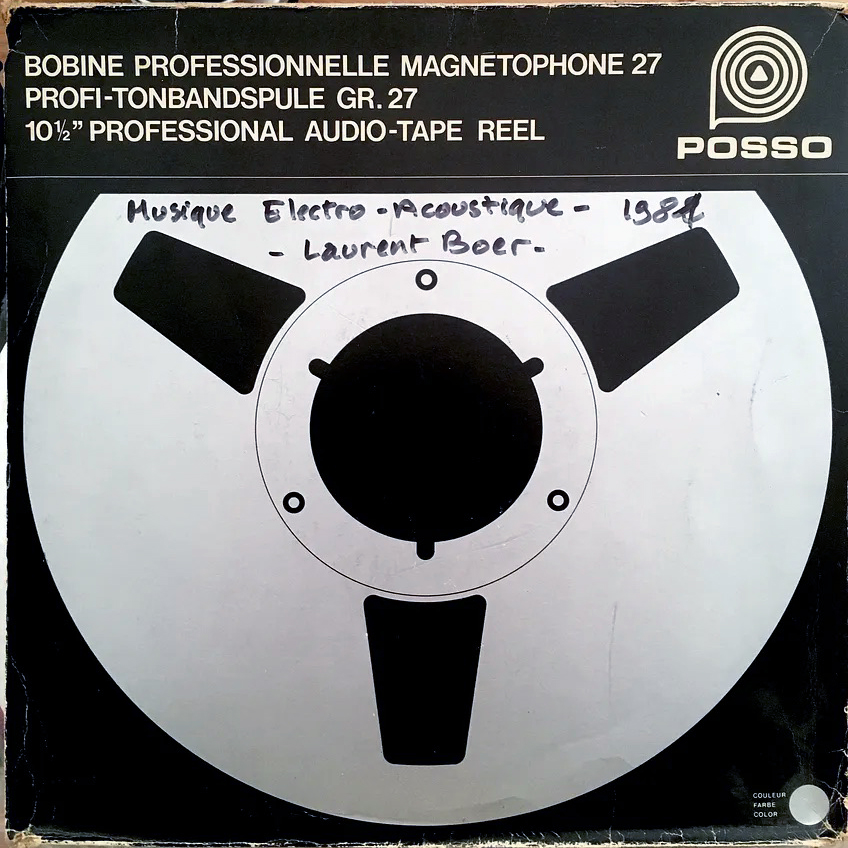 BOBINE PROFESSIONNELLE MAGNETOPHONE 27
PROFI-TONBANDSPULE GR. 27
10½” PROFESSIONAL AUDIO-TAPE REEL
POSSO
Musique Electro-Acoustique -
- Laurent Boer -
COULEUR
FARBE
COLOR